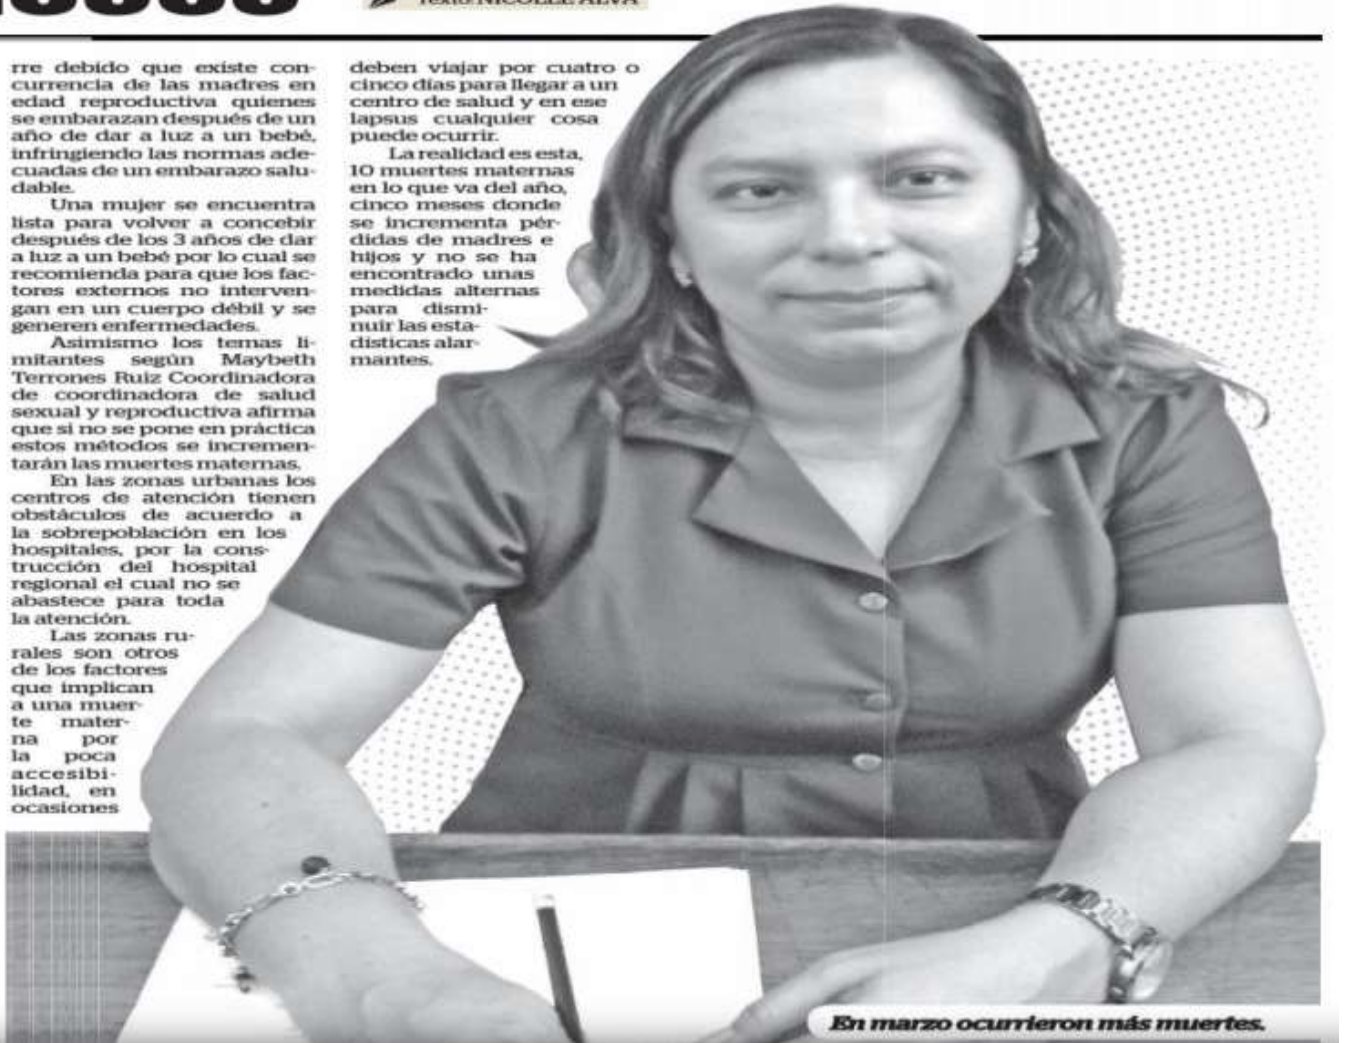 Texto: NICOLLE ALVA
rre debido que existe con-
currencia de las madres en
edad reproductiva quienes
se embarazan después de un
año de dar a luz a un bebé,
infringiendo las normas ade-
cuadas de un embarazo salu-
dable.
Una mujer se encuentra
lista para volver a concebir
después de los 3 años de dar
a luz a un bebé por lo cual se
recomienda para que los fac-
tores externos no interven-
gan en un cuerpo débil y se
generen enfermedades.
Asimismo los temas li-
mitantes según Maybeth
Terrones Ruiz Coordinadora
de coordinadora de salud
sexual y reproductiva afirma
que si no se pone en práctica
estos métodos se incremen-
tarán las muertes maternas.
En las zonas urbanas los
centros de atención tienen
obstáculos de acuerdo a
la sobrepoblación en los
hospitales, por la cons-
trucción del hospital
regional el cual no se
abastece para toda
la atención.
Las zonas ru-
rales son otros
de los factores
que implican
a una muer-
te mater-
na por
la poca
accesibi-
lidad, en
ocasiones
deben viajar por cuatro o
cinco días para llegar a un
centro de salud y en ese
lapsus cualquier cosa
puede ocurrir.
La realidad es esta,
10 muertes maternas
en lo que va del año,
cinco meses donde
se incrementa pér-
didas de madres e
hijos y no se ha
encontrado unas
medidas alternas
para dismi-
nuir las esta-
dísticas alar-
mantes.
En marzo ocurrieron más muertes.